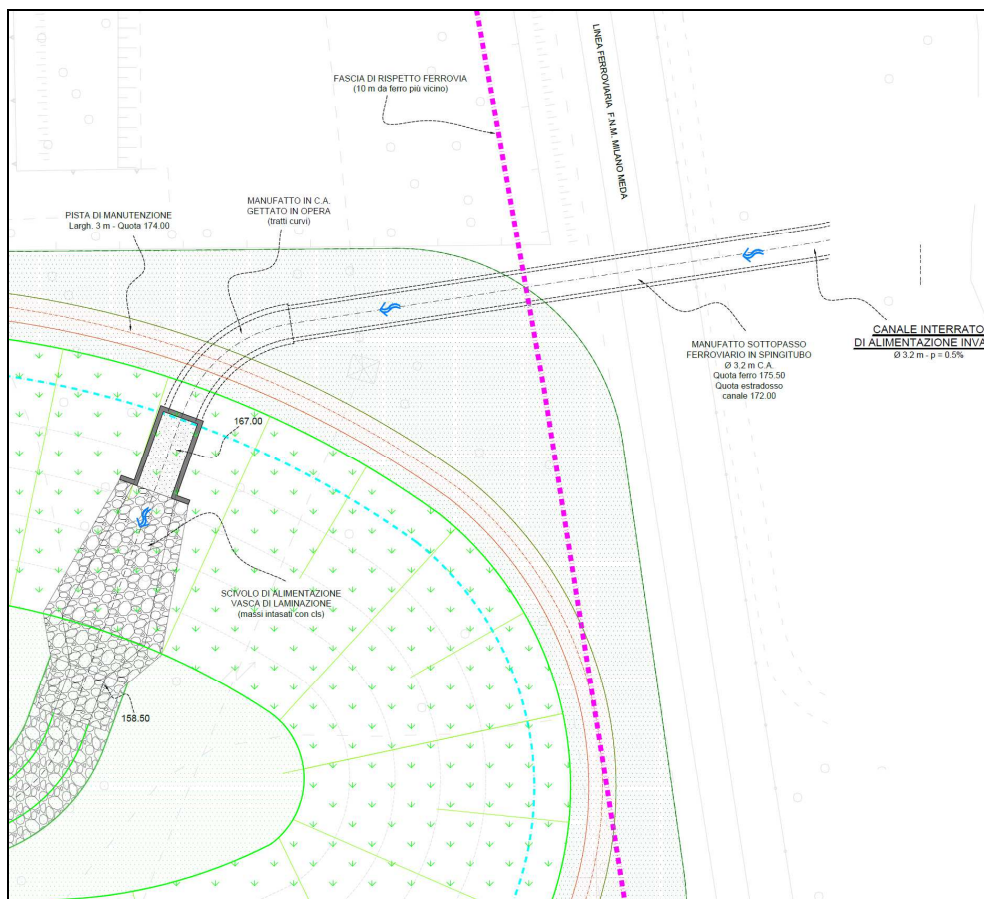 LINEA FERROVIARIA F.N.M. MILANO MEDA
FASCIA DI RISPETTO FERROVIA
(10 m da ferro più vicino)
MANUFATTO IN C.A.
GETTATO IN OPERA
(tratti curvi)
PISTA DI MANUTENZIONE
Largh. 3 m - Quota 174.00
CANALE INTERRATO
DI ALIMENTAZIONE INVA
Ø 3.2 m - p = 0.5%
MANUFATTO SOTTOPASSO
FERROVIARIO IN SPINGITUBO
Ø 3.2 m C.A.
Quota ferro 175.50
Quota estradosso
canale 172.00
167.00
SCIVOLO DI ALIMENTAZIONE
VASCA DI LAMINAZIONE
(massi intasati con cls)
158.50